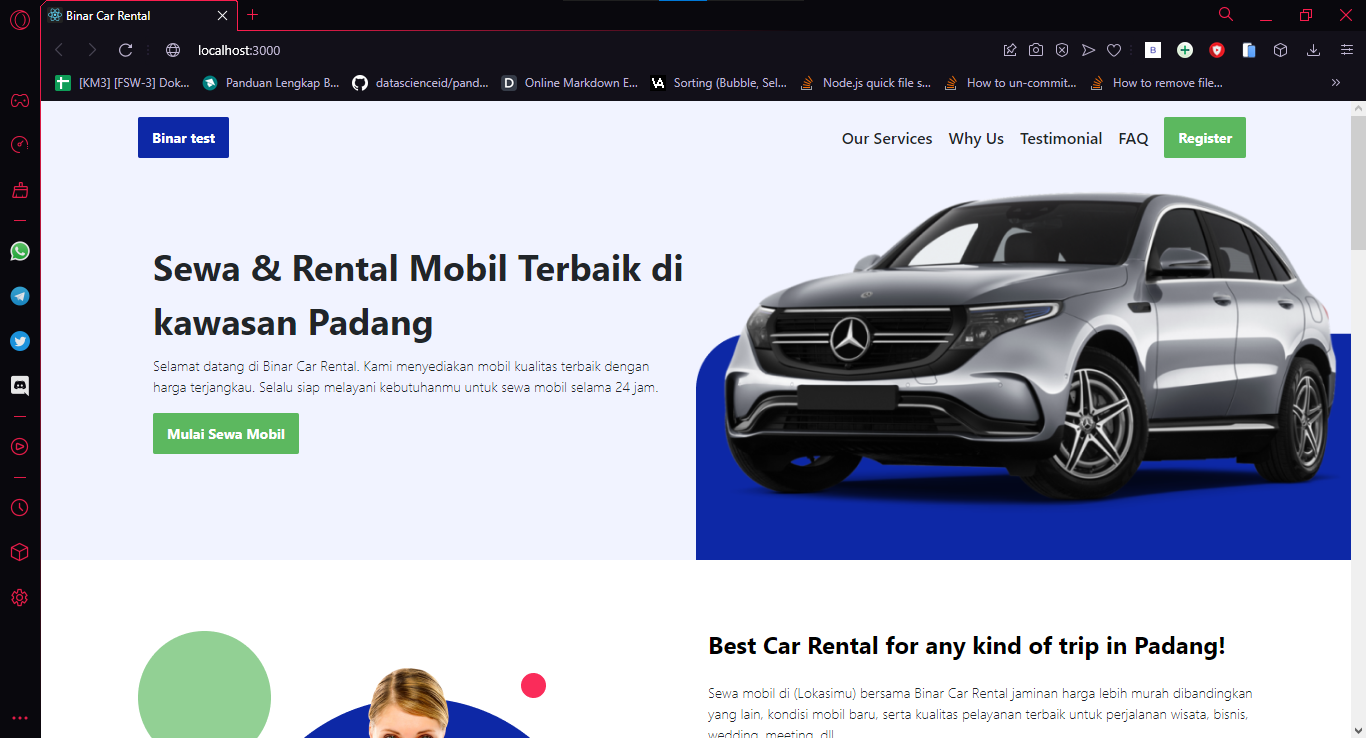 Binar Car Rental
localhost:3000
B
[KM3] [FSW-3] Dok...
Panduan Lengkap B...
datascienceid/pand...
D
Online Markdown E...
VA
Sorting (Bubble, Sel...
Node.js quick file s...
How to un-commit...
How to remove file...
Binar test
Our Services
Why Us
Testimonial
FAQ
Register
Sewa & Rental Mobil Terbaik di
kawasan Padang
Selamat datang di Binar Car Rental. Kami menyediakan mobil kualitas terbaik dengan
harga terjangkau. Selalu siap melayani kebutuhanmu untuk sewa mobil selama 24 jam.
Mulai Sewa Mobil
Best Car Rental for any kind of trip in Padang!
Sewa mobil di (Lokasimu) bersama Binar Car Rental jaminan harga lebih murah dibandingkan
yang lain, kondisi mobil baru, serta kualitas pelayanan terbaik untuk perjalanan wisata, bisnis,
wedding, meeting, dll.